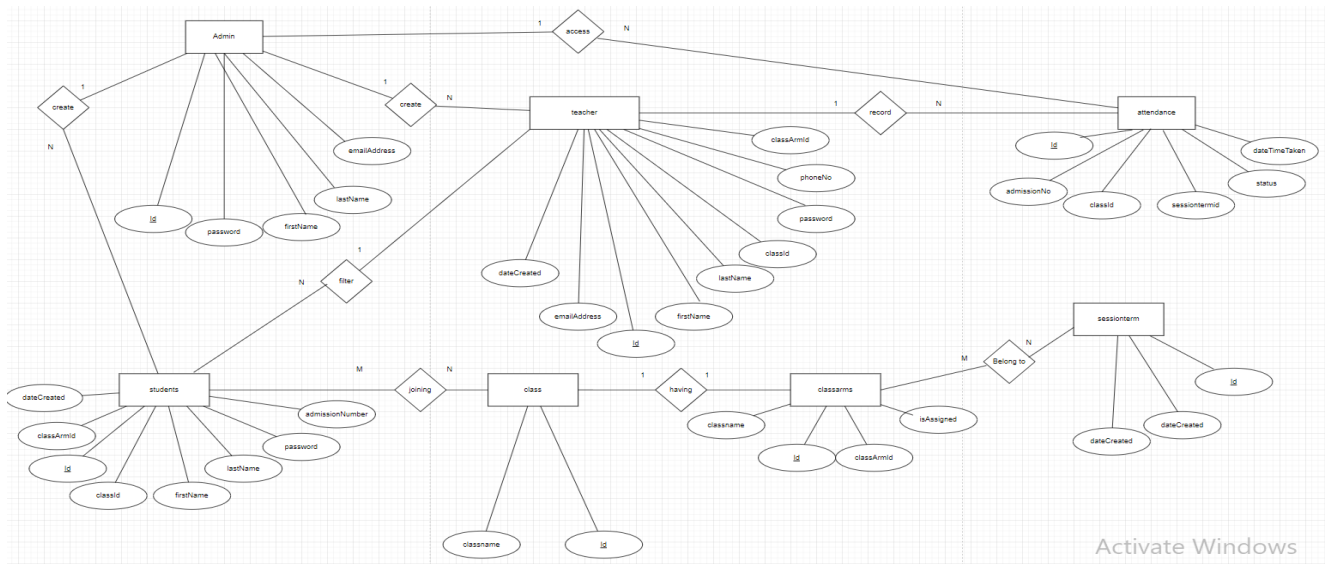 1
access
N
Admin
1
create
N
1
create
N
teacher
1
record
N
attendance
emailAddress
lastName
Id
password
firstName
classArmId
phoneNo
password
classId
lastName
dateCreated
emailAddress
firstName
Id
Id
dateTimeTaken
admissionNo
status
classId
sessiontermid
1
filter
N
sessionterm
M
Belong to
N
Id
dateCreated
dateCreated
students
M
joining
N
class
1
having
1
classarms
dateCreated
classArmId
Id
classId
firstName
lastName
password
admissionNumber
classname
Id
classname
Id
classArmId
isAssigned
Activate Windows